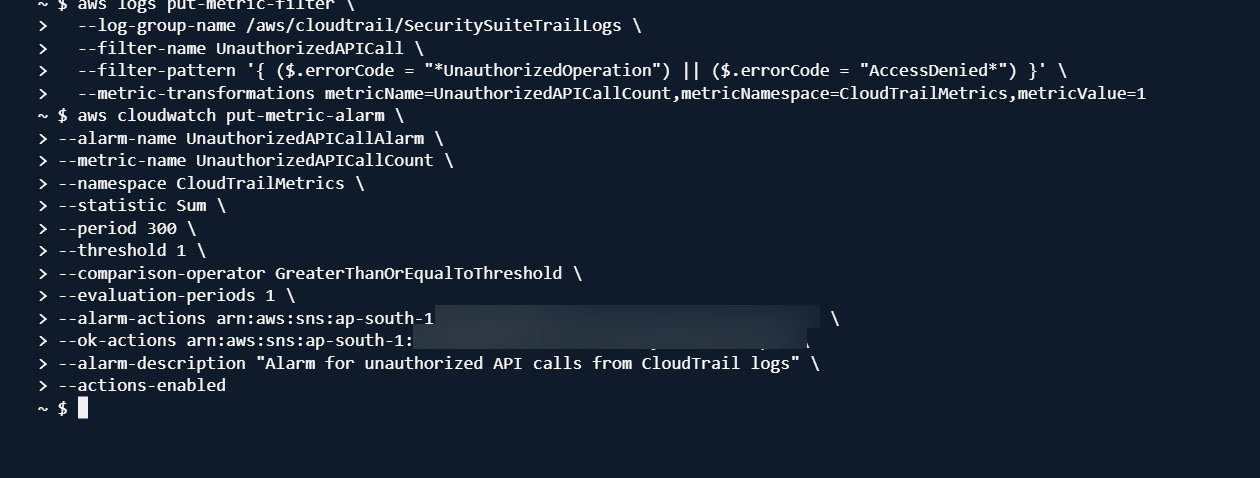 ~ $ aws logs put-metric-filter \
>   --log-group-name /aws/cloudtrail/SecuritySuiteTrailLogs \
>   --filter-name UnauthorizedAPICall \
>   --filter-pattern '{ ($.errorCode = "*UnauthorizedOperation") || ($.errorCode = "AccessDenied*") }' \
>   --metric-transformations metricName=UnauthorizedAPICallCount,metricNamespace=CloudTrailMetrics,metricValue=1
~ $ aws cloudwatch put-metric-alarm \
> --alarm-name UnauthorizedAPICallAlarm \
> --metric-name UnauthorizedAPICallCount \
> --namespace CloudTrailMetrics \
> --statistic Sum \
> --period 300 \
> --threshold 1 \
> --comparison-operator GreaterThanOrEqualToThreshold \
> --evaluation-periods 1 \
> --alarm-actions arn:aws:sns:ap-south-1 \
> --ok-actions arn:aws:sns:ap-south-1: \
> --alarm-description "Alarm for unauthorized API calls from CloudTrail logs" \
> --actions-enabled
~ $